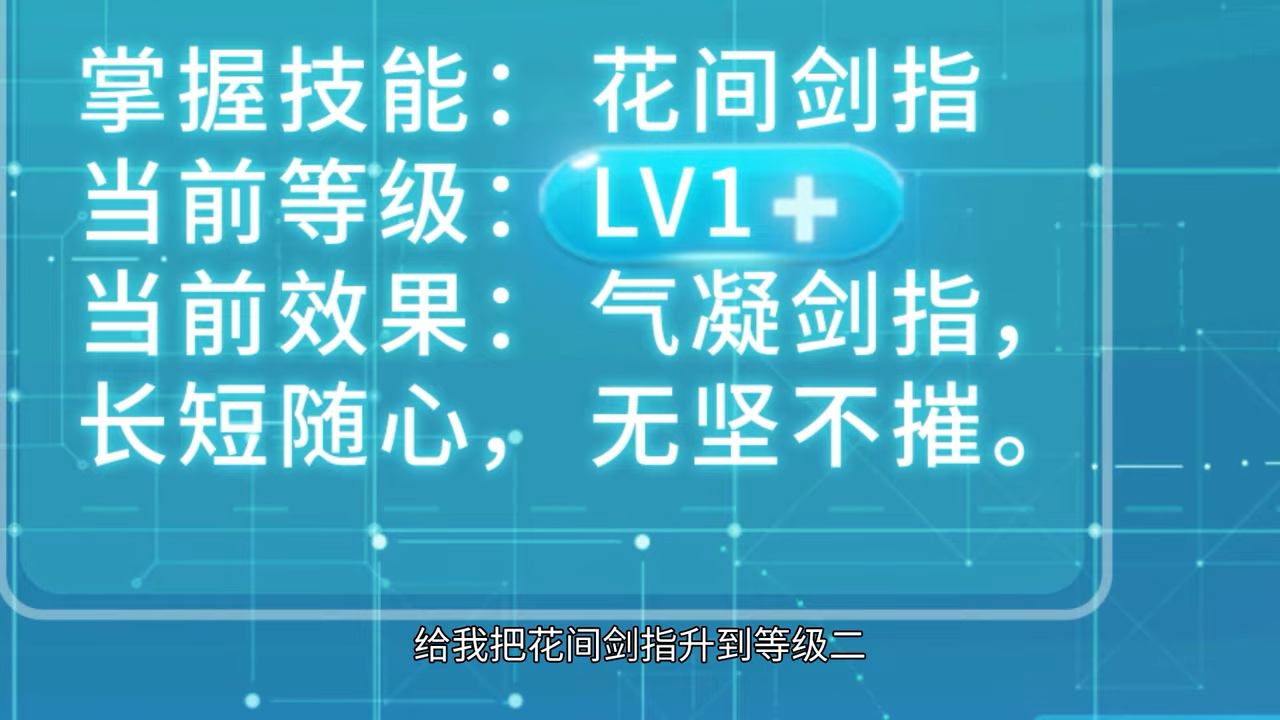 掌握技能： 花间剑指
当前等级： LV1 +
当前效果： 气凝剑指，
长短随心， 无坚不摧。
给我把花间剑指升到等级二